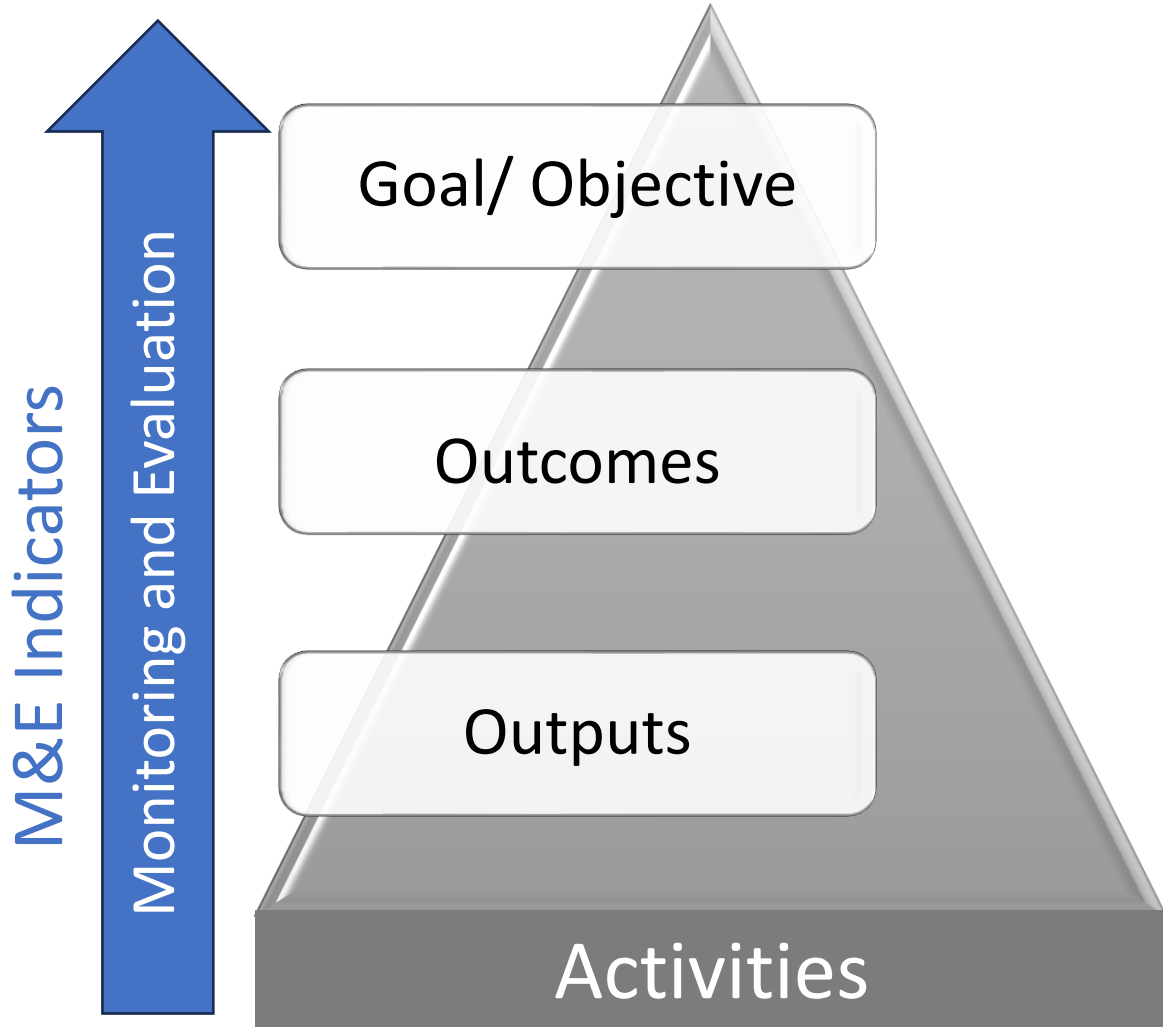 M&E Indicators
Monitoring and Evaluation
Goal/ Objective
Outcomes
Outputs
Activities